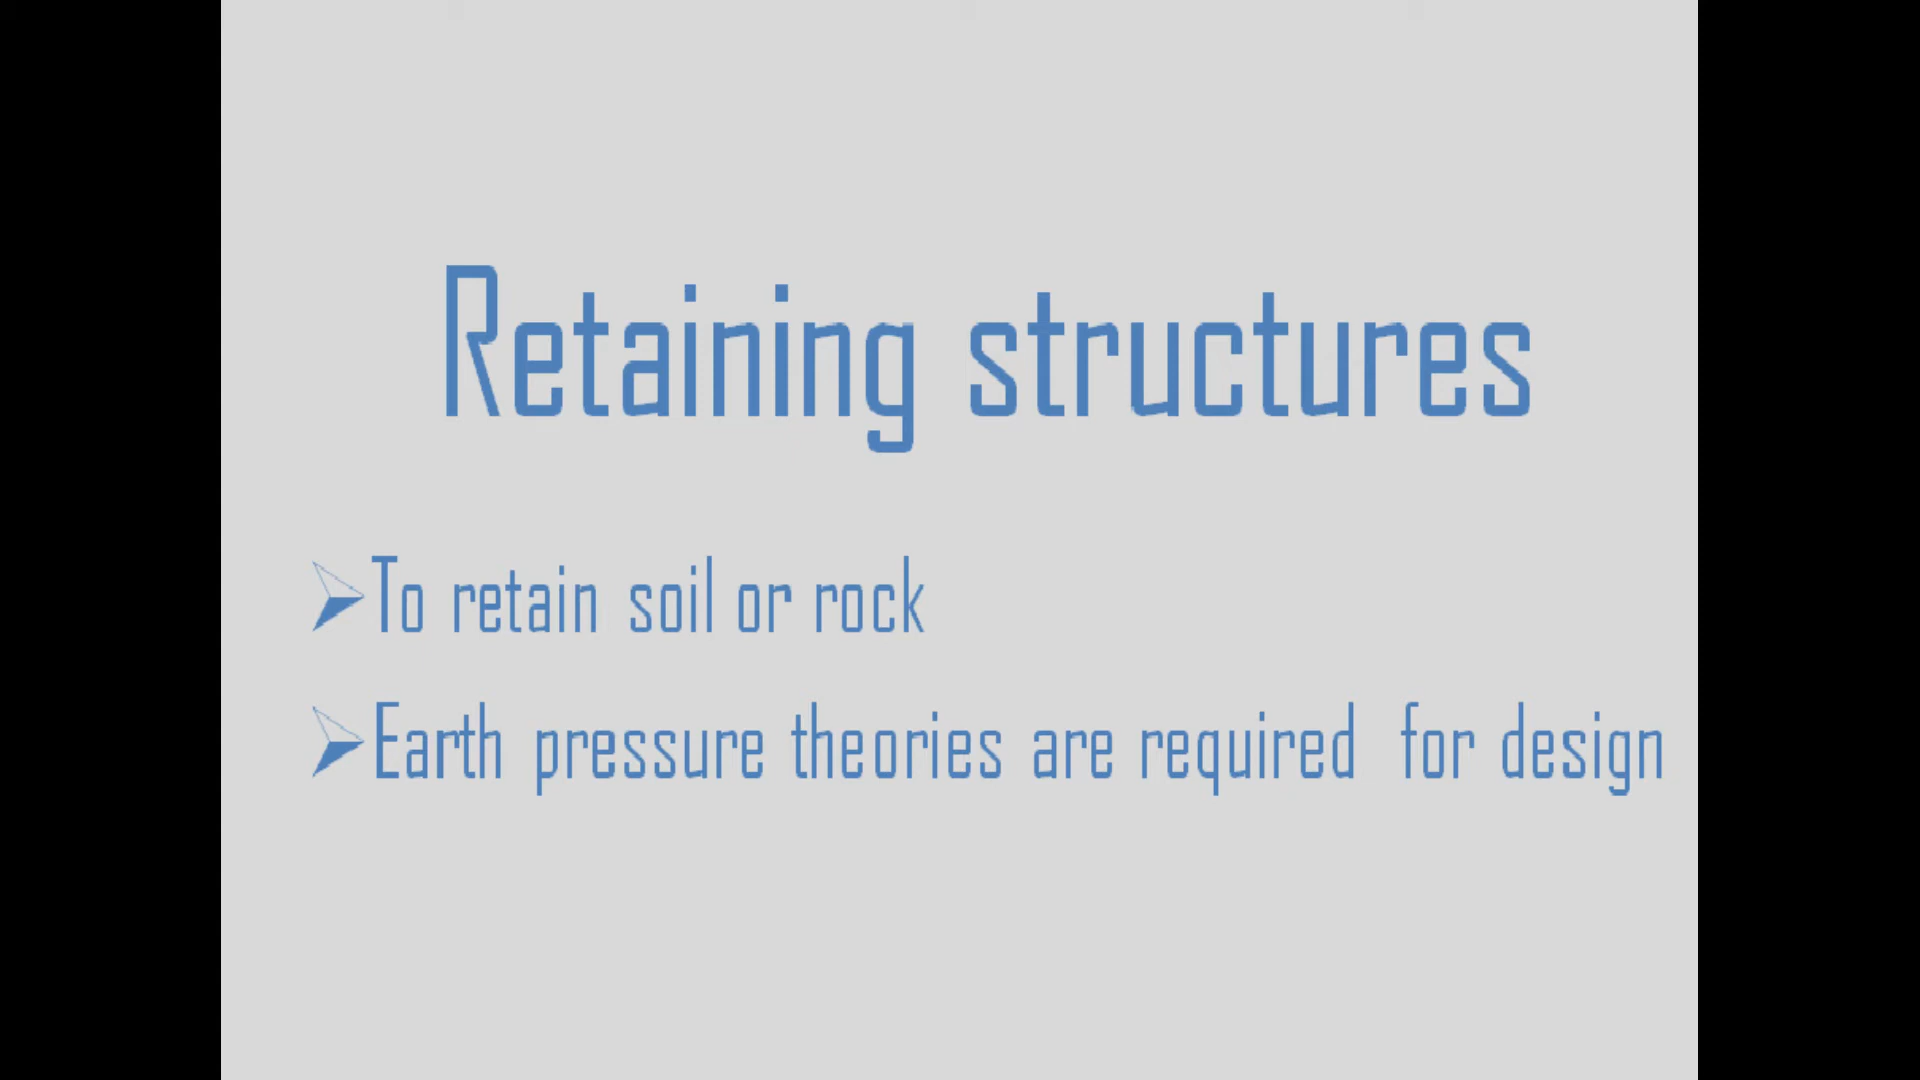 Retaining structures
To retain soil or rock
Earth pressure theories are required for design